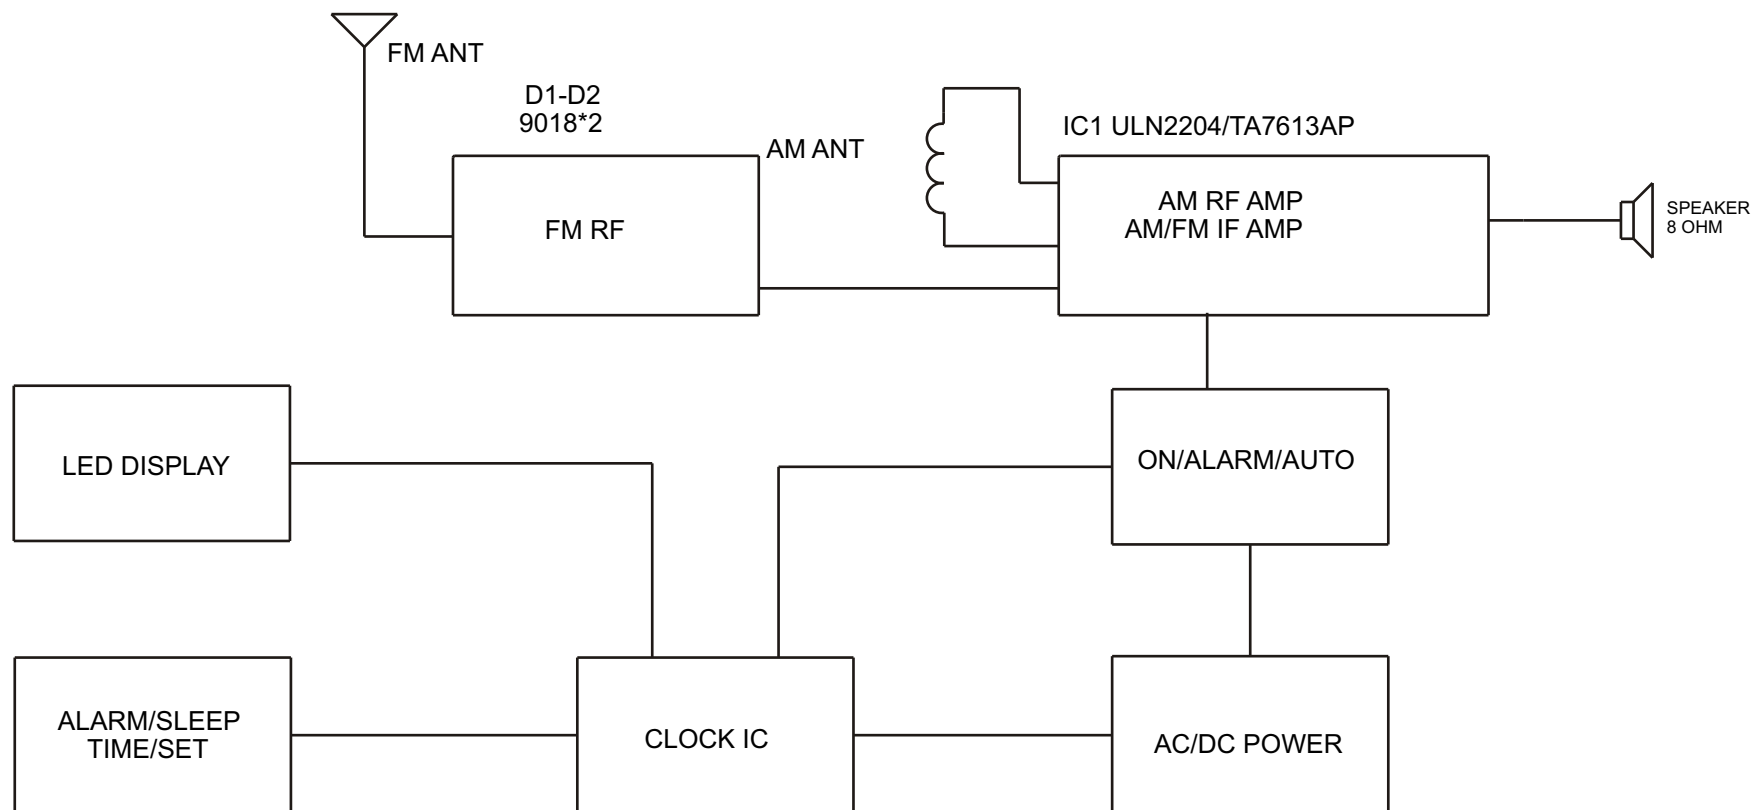 FM ANT
D1-D2
9018*2
AM ANT
IC1 ULN2204/TA7613AP
FM RF
AM RF AMP
AM/FM IF AMP
SPEAKER
8 OHM
LED DISPLAY
ON/ALARM/AUTO
ALARM/SLEEP
TIME/SET
CLOCK IC
AC/DC POWER